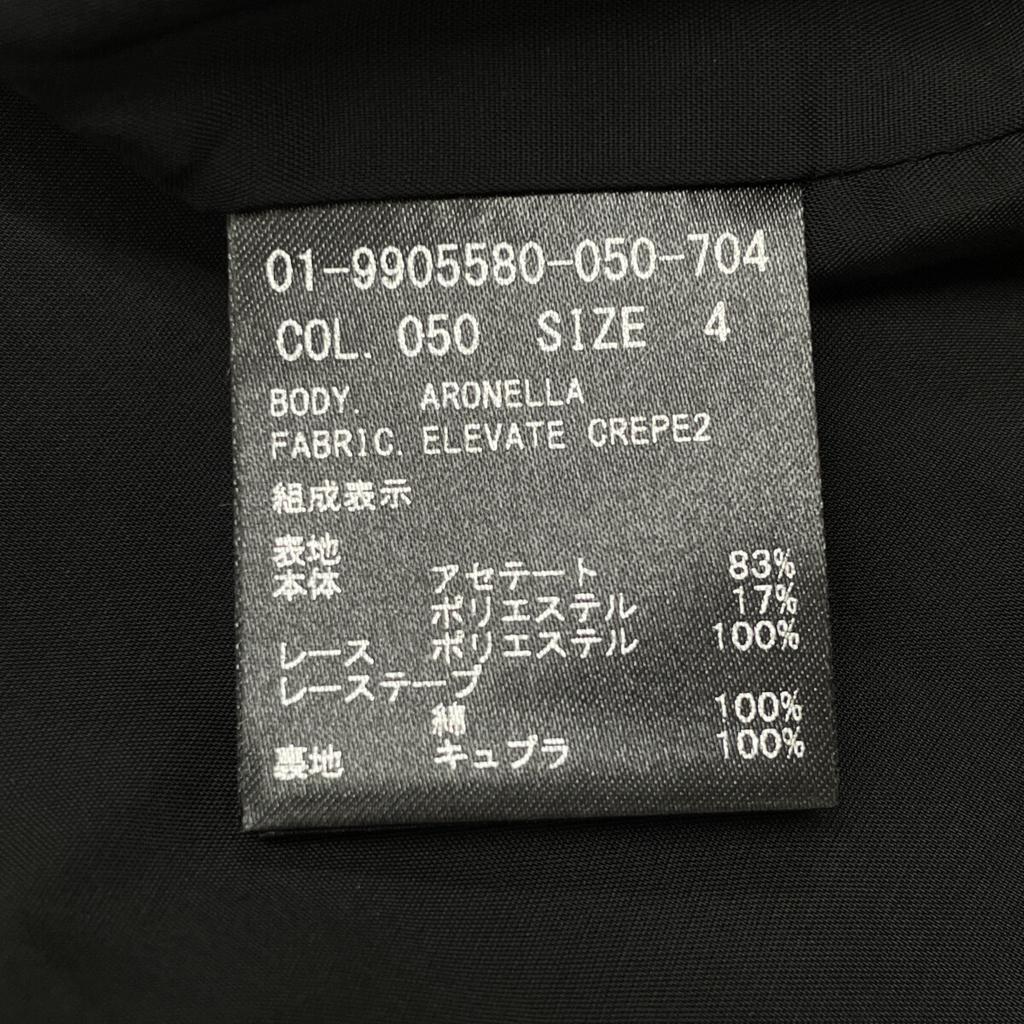 01-9905580-050-704
COL. 050 SIZE 4
BODY. ARONELLA
FABRIC. ELEVATE CREPE2
組成表示
表地
本体 アセテート 83%
ポリエステル 17%
レース ポリエステル 100%
レーステープ
綿 100%
裏地 キュプラ 100%